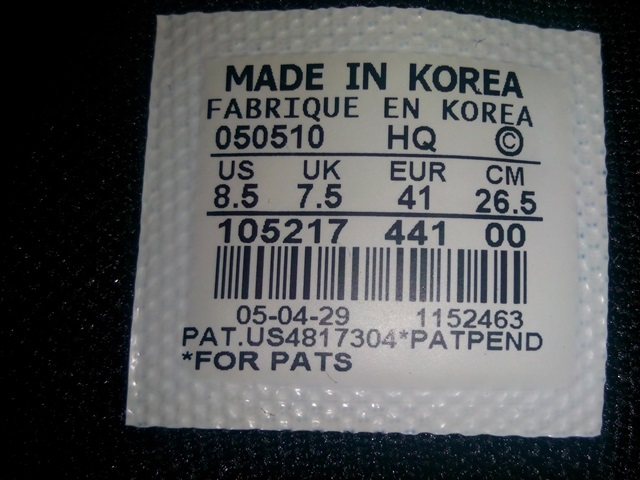 MADE IN KOREA
FABRIQUE EN KOREA
050510 HQ ©
US UK EUR CM
8.5 7.5 41 26.5
105217 441 00
05-04-29 1152463
PAT.US4817304*PATPEND
*FOR PATS